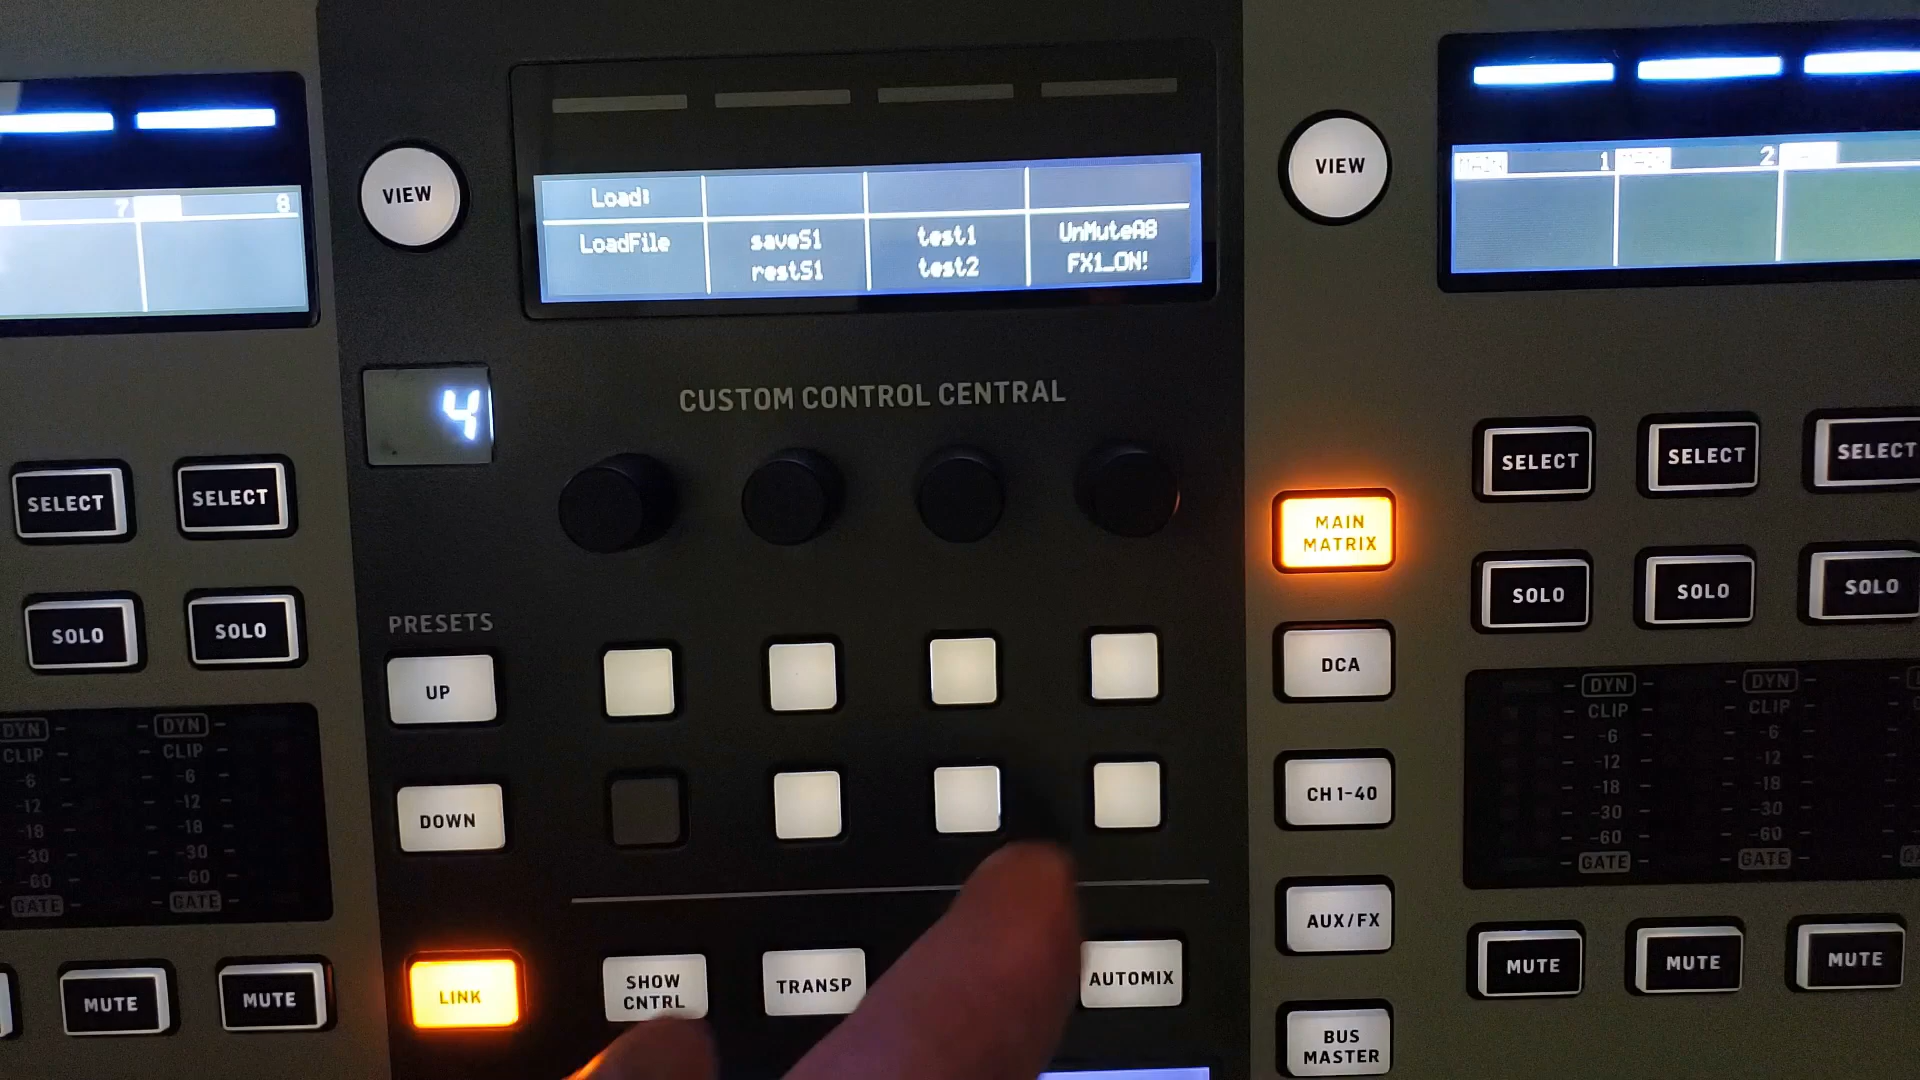 7
8
VIEW
Load:
LoadFile
saveS1
restS1
test1
test2
UnMuteA8
FX1_ON!
VIEW
MAIN
1
MAIN
2
4
CUSTOM CONTROL CENTRAL
SELECT
SELECT
MAIN
MATRIX
SELECT
SELECT
SELECT
SOLO
SOLO
PRESETS
UP
DOWN
DCA
CH 1-40
AUX/FX
BUS
MASTER
SOLO
SOLO
SOLO
DYN
CLIP
-6
-12
-18
-30
-60
GATE
DYN
CLIP
-6
-12
-18
-30
-60
GATE
DYN
CLIP
-6
-12
-18
-30
-60
GATE
DYN
CLIP
-6
-12
-18
-30
-60
GATE
MUTE
MUTE
LINK
SHOW
CNTRL
TRANSP
AUTOMIX
MUTE
MUTE
MUTE